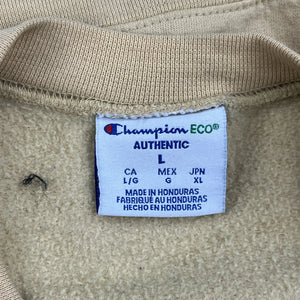 Champion ECO®
AUTHENTIC
L
CA MEX JPN
L/G G XL
MADE IN HONDURAS
FABRIQUÉ AU HONDURAS
HECHO EN HONDURAS